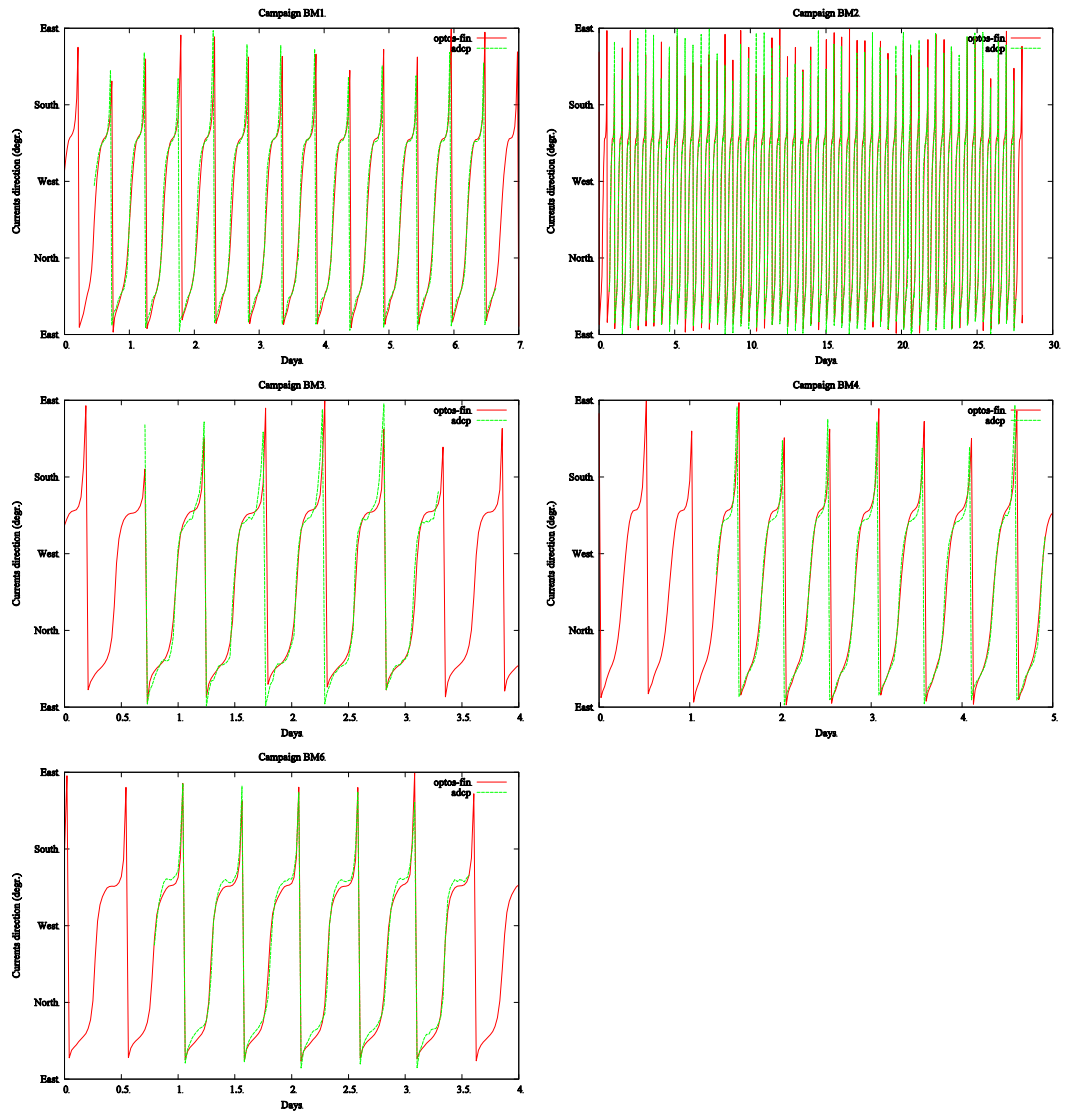 Campaign BM1.
East
South
West
North
East
Currents direction (degr.)
optos-fin
adcp
0. 1. 2. 3. 4. 5. 6. 7.
Days
Campaign BM2.
East
South
West
North
East
Currents direction (degr.)
optos-fin
adcp
0. 5. 10. 15. 20. 25. 30.
Days
Campaign BM3.
East
South
West
North
East
Currents direction (degr.)
optos-fin
adcp
0. 0.5. 1. 1.5. 2. 2.5. 3. 3.5. 4.
Days
Campaign BM4.
East
South
West
North
East
Currents direction (degr.)
optos-fin
adcp
0. 1. 2. 3. 4. 5.
Days
Campaign BM6.
East
South
West
North
East
Currents direction (degr.)
optos-fin
adcp
0. 0.5. 1. 1.5. 2. 2.5. 3. 3.5. 4.
Days